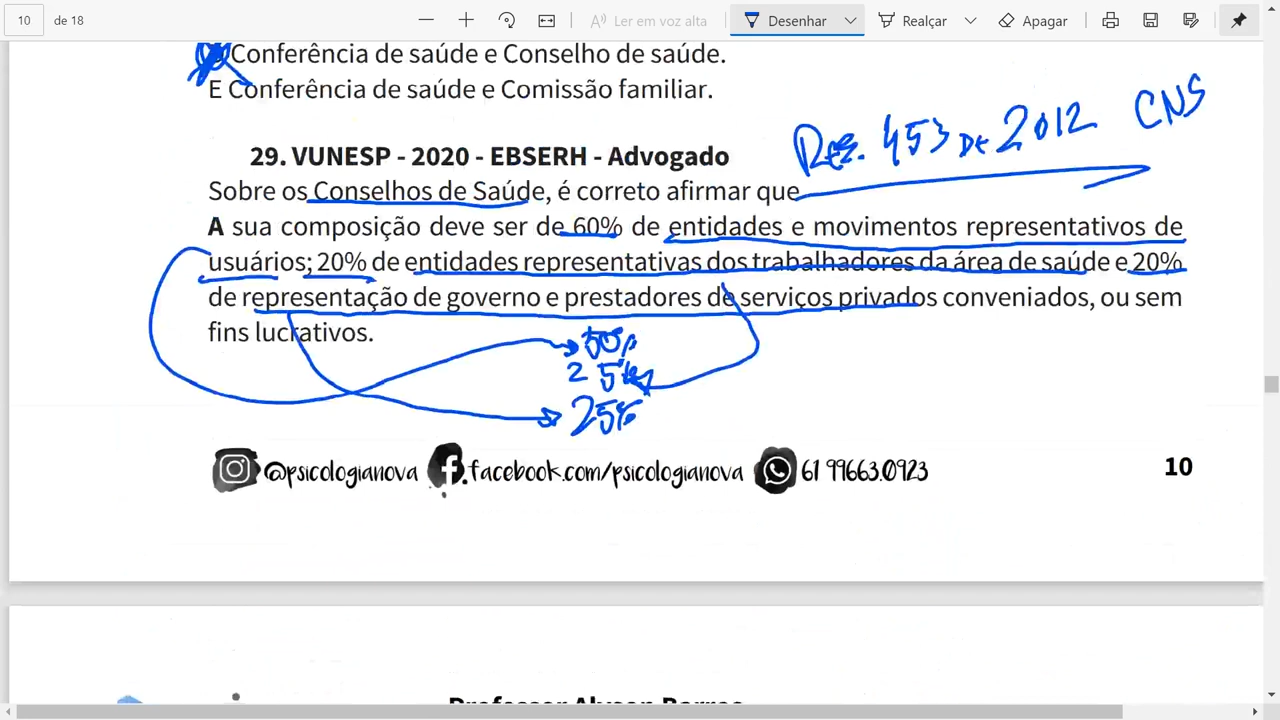 10 de 18 Ler em voz alta Desenhar Realçar Apagar
Conferência de saúde e Conselho de saúde.
E Conferência de saúde e Comissão familiar.
Res. 453 DE 2012 CNS
29. VUNESP - 2020 - EBSERH - Advogado
Sobre os Conselhos de Saúde, é correto afirmar que
A sua composição deve ser de 60% de entidades e movimentos representativos de
usuários; 20% de entidades representativas dos trabalhadores da área de saúde e 20%
de representação de governo e prestadores de serviços privados conveniados, ou sem
fins lucrativos.
50%
25%
25%
@psicologianova f.facebook.com/psicologianova 61 99663.0923
10
Professor Alyson Barros